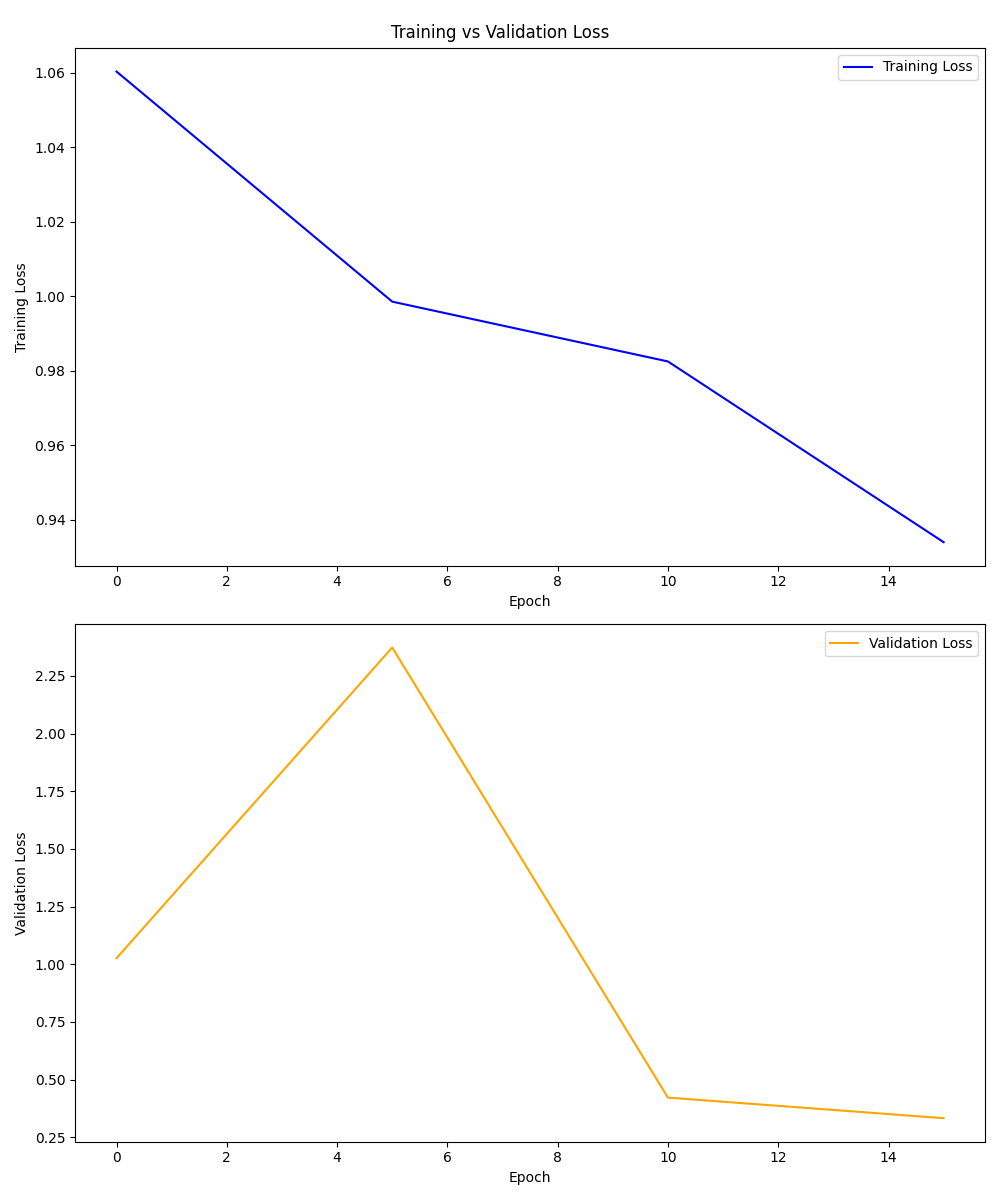 Training vs Validation Loss
Training Loss
1.06
1.04
1.02
1.00
0.98
0.96
0.94
Training Loss
0 2 4 6 8 10 12 14
Epoch
Validation Loss
2.25
2.00
1.75
1.50
1.25
1.00
0.75
0.50
0.25
Validation Loss
0 2 4 6 8 10 12 14
Epoch